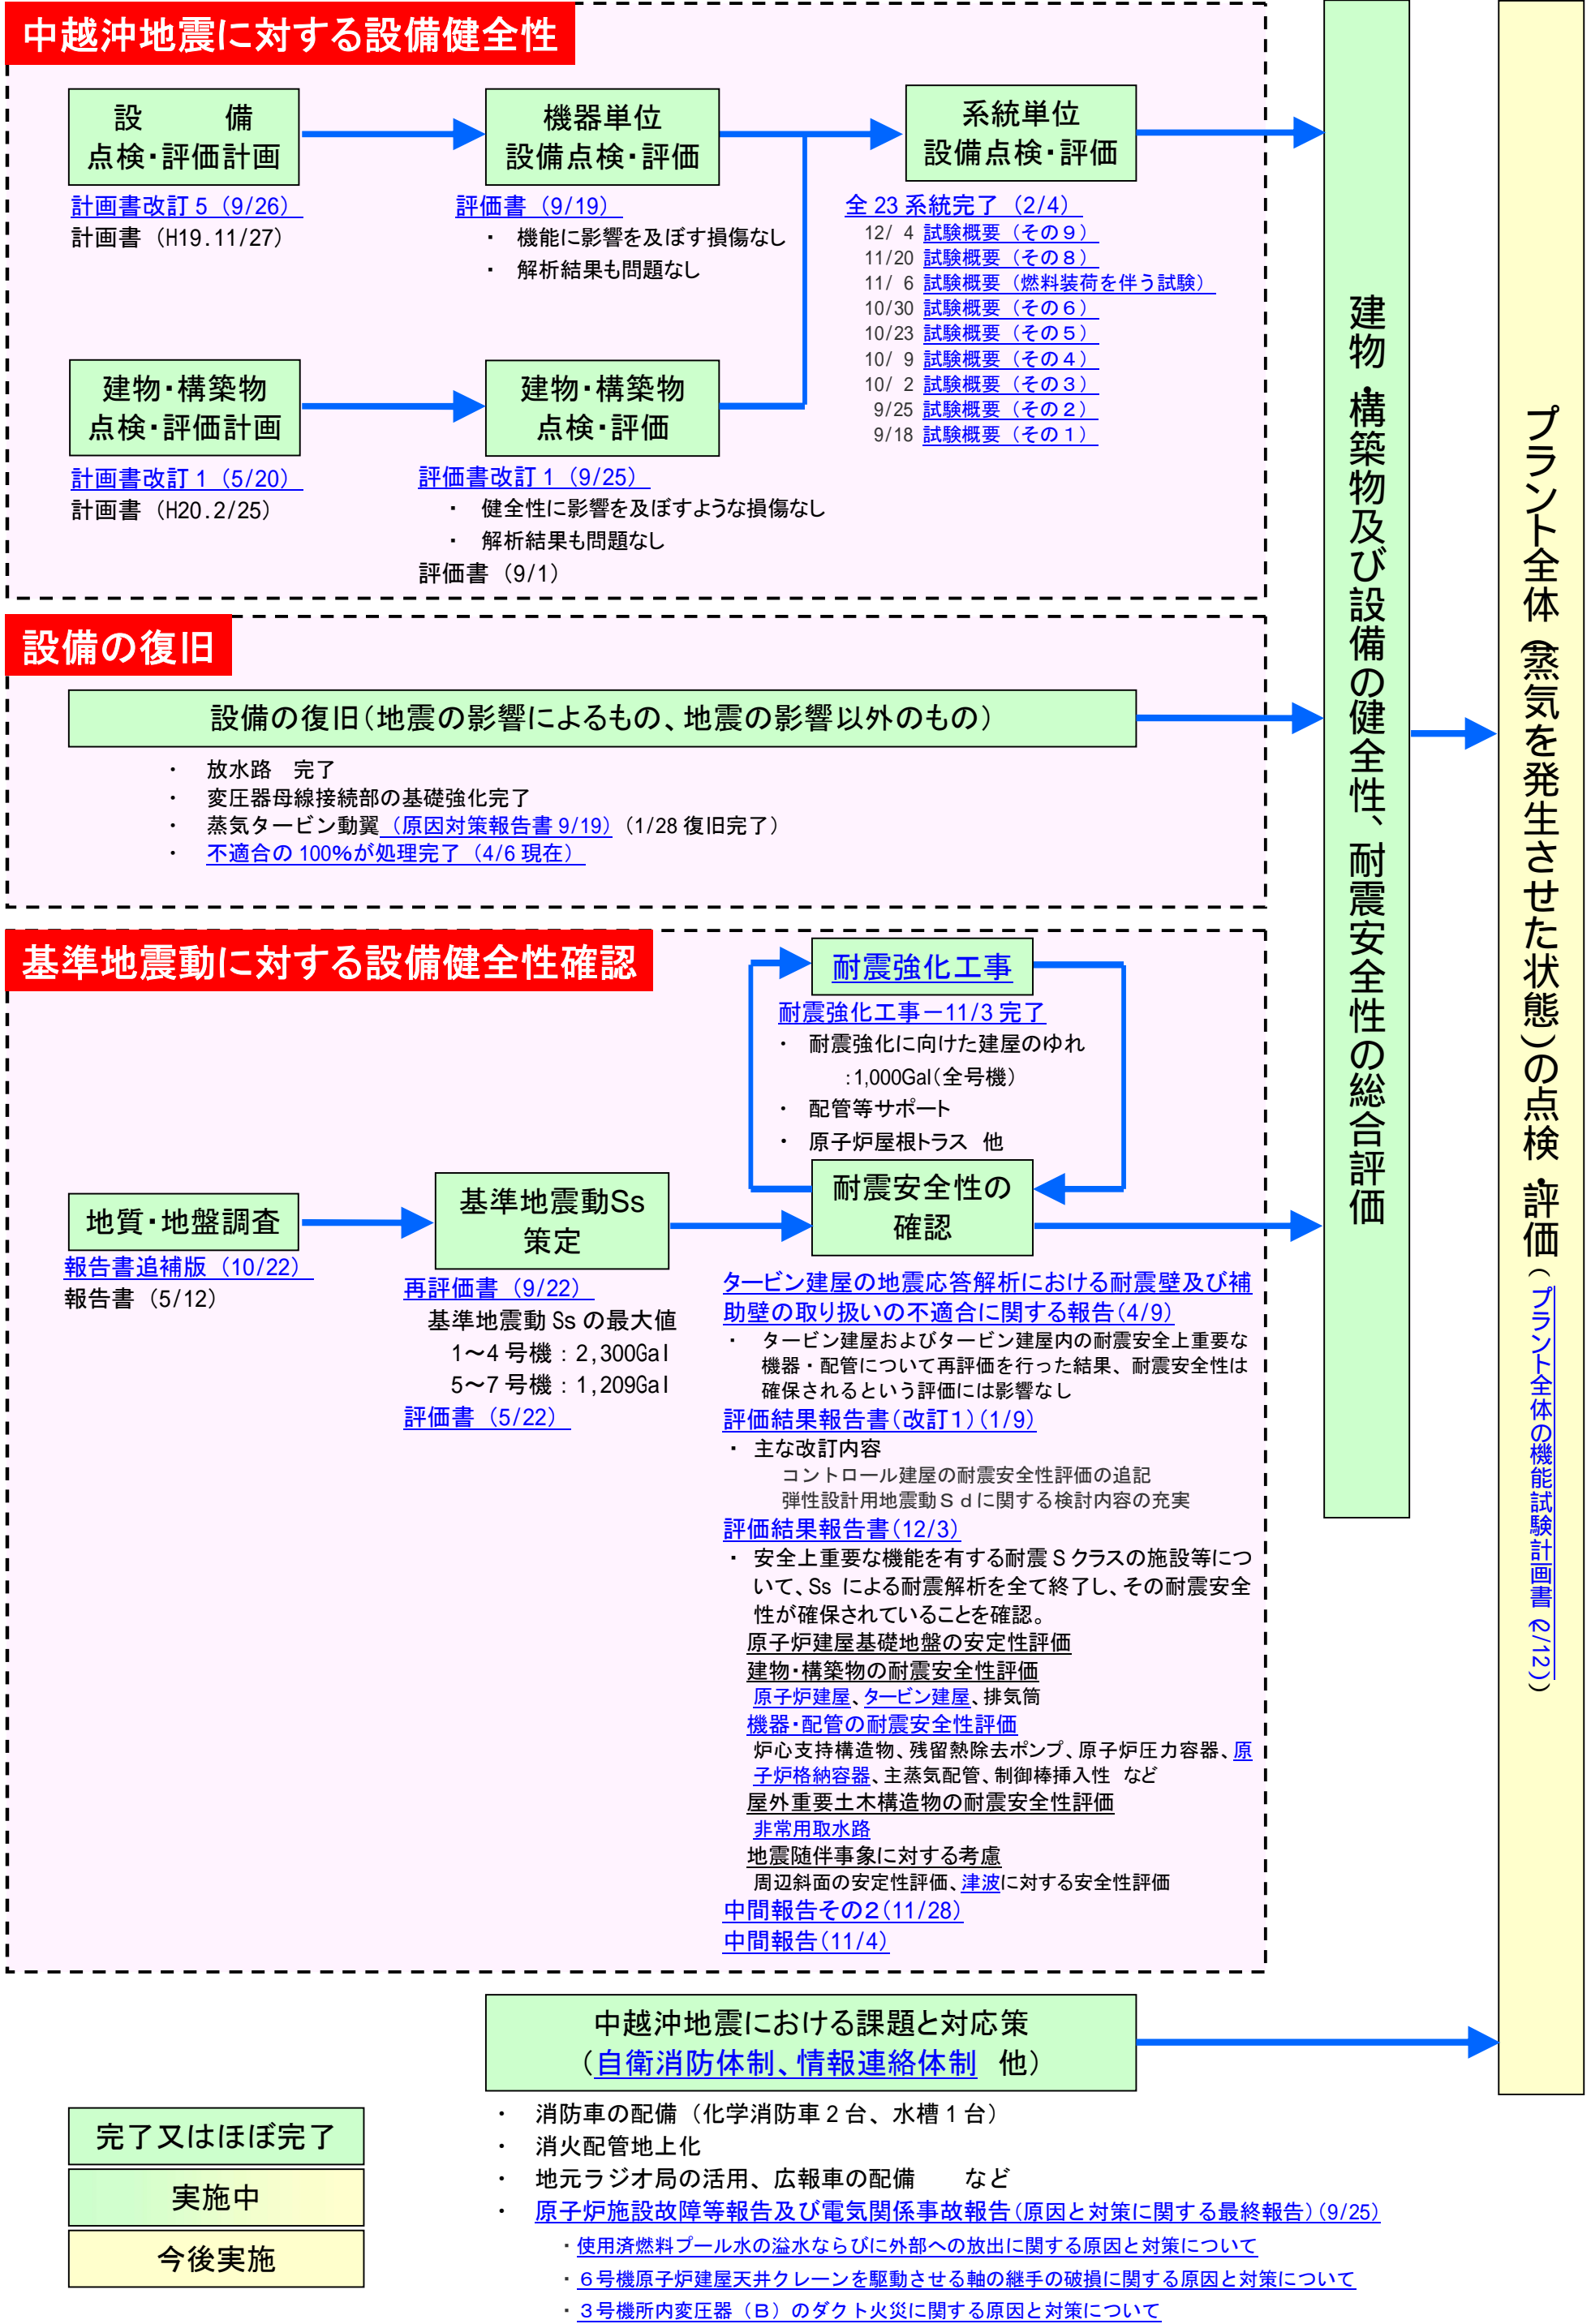 中越沖地震に対する設備健全性
設　　備
点検・評価計画
計画書改訂 5（9/26）
計画書（H19.11/27）
機器単位
設備点検・評価
評価書（9/19）
・ 機能に影響を及ぼす損傷なし
・ 解析結果も問題なし
系統単位
設備点検・評価
全 23 系統完了（2/4）
12/ 4 試験概要（その９）
11/20 試験概要（その８）
11/ 6 試験概要（燃料装荷を伴う試験）
10/30 試験概要（その６）
10/23 試験概要（その５）
10/ 9 試験概要（その４）
10/ 2 試験概要（その３）
9/25 試験概要（その２）
9/18 試験概要（その１）
建物・構築物
点検・評価計画
計画書改訂 1（5/20）
計画書（H20.2/25）
建物・構築物
点検・評価
評価書改訂 1（9/25）
・ 健全性に影響を及ぼすような損傷なし
・ 解析結果も問題なし
評価書（9/1）
設備の復旧
設備の復旧（地震の影響によるもの、地震の影響以外のもの）
・ 放水路　完了
・ 変圧器母線接続部の基礎強化完了
・ 蒸気タービン動翼（原因対策報告書 9/19）（1/28 復旧完了）
・ 不適合の 100%が処理完了（4/6 現在）
基準地震動に対する設備健全性確認
耐震強化工事
耐震強化工事－11/3 完了
・ 耐震強化に向けた建屋のゆれ
：1,000Gal（全号機）
・ 配管等サポート
・ 原子炉屋根トラス　他
地質・地盤調査
報告書追補版（10/22）
報告書（5/12）
基準地震動Ss
策定
再評価書（9/22）
基準地震動 Ss の最大値
1～4 号機：2,300Gal
5～7 号機：1,209Gal
評価書（5/22）
耐震安全性の
確認
タービン建屋の地震応答解析における耐震壁及び補
助壁の取り扱いの不適合に関する報告（4/9）
・ タービン建屋およびタービン建屋内の耐震安全上重要な
機器・配管について再評価を行った結果、耐震安全性は
確保されるという評価には影響なし
評価結果報告書（改訂１）（1/9）
・ 主な改訂内容
コントロール建屋の耐震安全性評価の追記
弾性設計用地震動Ｓｄに関する検討内容の充実
評価結果報告書（12/3）
・ 安全上重要な機能を有する耐震 S クラスの施設等につ
いて、Ss による耐震解析を全て終了し、その耐震安全
性が確保されていることを確認。
原子炉建屋基礎地盤の安定性評価
建物・構築物の耐震安全性評価
原子炉建屋、タービン建屋、排気筒
機器・配管の耐震安全性評価
炉心支持構造物、残留熱除去ポンプ、原子炉圧力容器、原
子炉格納容器、主蒸気配管、制御棒挿入性　など
屋外重要土木構造物の耐震安全性評価
非常用取水路
地震随伴事象に対する考慮
周辺斜面の安定性評価、津波に対する安全性評価
中間報告その２（11/28）
中間報告（11/4）
建物・構築物及び設備の健全性、耐震安全性の総合評価
プラント全体（蒸気を発生させた状態）の点検・評価（プラント全体の機能試験計画書（2/12））
中越沖地震における課題と対応策
（自衛消防体制、情報連絡体制　他）
・ 消防車の配備（化学消防車 2 台、水槽 1 台）
・ 消火配管地上化
・ 地元ラジオ局の活用、広報車の配備　　など
・ 原子炉施設故障等報告及び電気関係事故報告（原因と対策に関する最終報告）（9/25）
・使用済燃料プール水の溢水ならびに外部への放出に関する原因と対策について
・６号機原子炉建屋天井クレーンを駆動させる軸の継手の破損に関する原因と対策について
・３号機所内変圧器（Ｂ）のダクト火災に関する原因と対策について
完了又はほぼ完了
実施中
今後実施